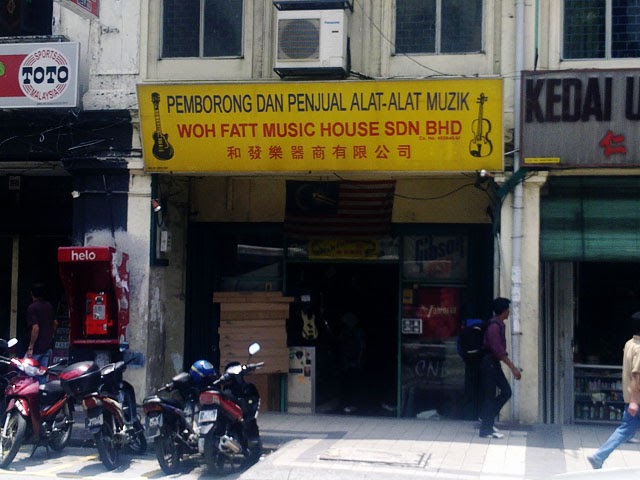 SPORTS
TOTO
MALAYSIA
PEMBORONG DAN PENJUAL ALAT-ALAT MUZIK
WOH FATT MUSIC HOUSE SDN BHD
和發樂器商有限公司
KEDAI U
仁
helo
Gibson